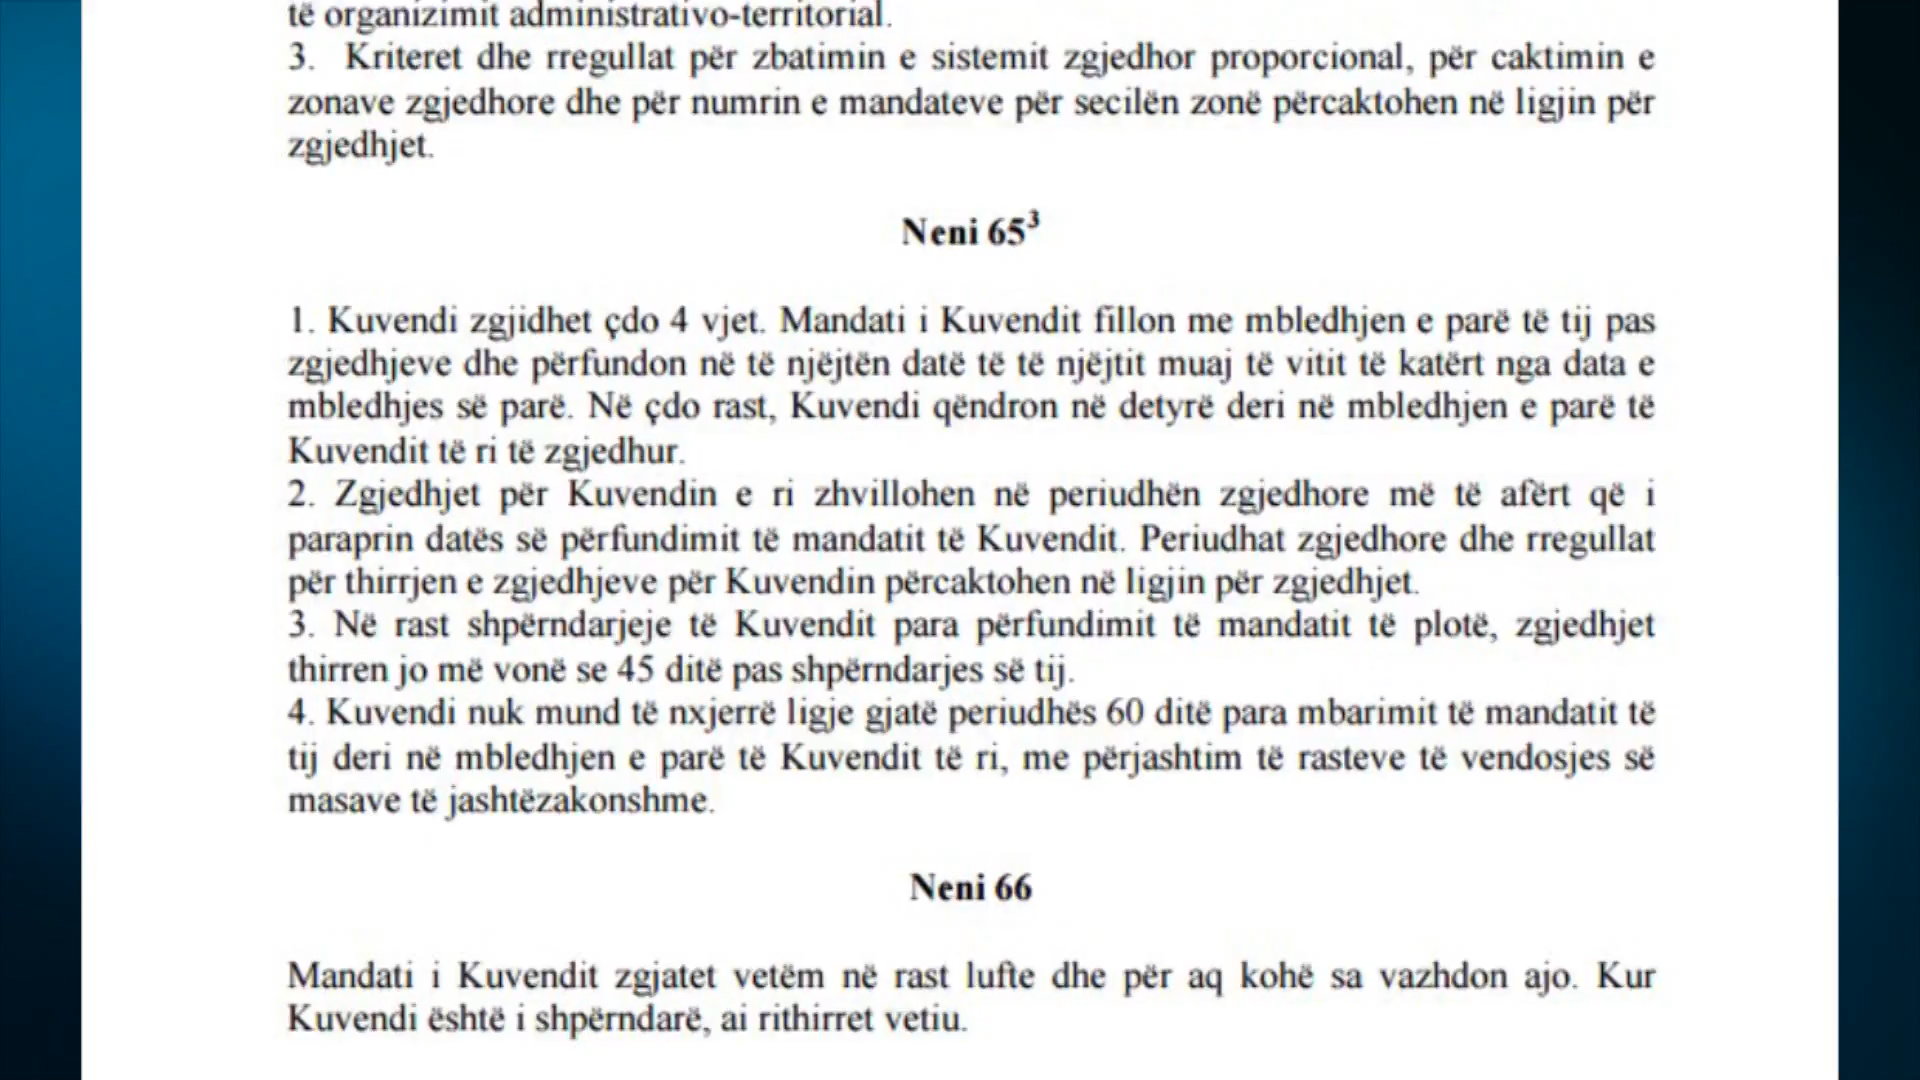 të organizimit administrativo-territorial.
3. Kriteret dhe rregullat për zbatimin e sistemit zgjedhor proporcional, për caktimin e
zonave zgjedhore dhe për numrin e mandateve për secilën zonë përcaktohen në ligjin për
zgjedhjet.
Neni 65³
1. Kuvendi zgjidhet çdo 4 vjet. Mandati i Kuvendit fillon me mbledhjen e parë të tij pas
zgjedhjeve dhe përfundon në të njëjtën datë të të njëjtit muaj të vitit të katërt nga data e
mbledhjes së parë. Në çdo rast, Kuvendi qëndron në detyrë deri në mbledhjen e parë të
Kuvendit të ri të zgjedhur.
2. Zgjedhjet për Kuvendin e ri zhvillohen në periudhën zgjedhore më të afërt që i
paraprin datës së përfundimit të mandatit të Kuvendit. Periudhat zgjedhore dhe rregullat
për thirrjen e zgjedhjeve për Kuvendin përcaktohen në ligjin për zgjedhjet.
3. Në rast shpërndarjeje të Kuvendit para përfundimit të mandatit të plotë, zgjedhjet
thirren jo më vonë se 45 ditë pas shpërndarjes së tij.
4. Kuvendi nuk mund të nxjerrë ligje gjatë periudhës 60 ditë para mbarimit të mandatit të
tij deri në mbledhjen e parë të Kuvendit të ri, me përjashtim të rasteve të vendosjes së
masave të jashtëzakonshme.
Neni 66
Mandati i Kuvendit zgjatet vetëm në rast lufte dhe për aq kohë sa vazhdon ajo. Kur
Kuvendi është i shpërndarë, ai rithirret vetiu.